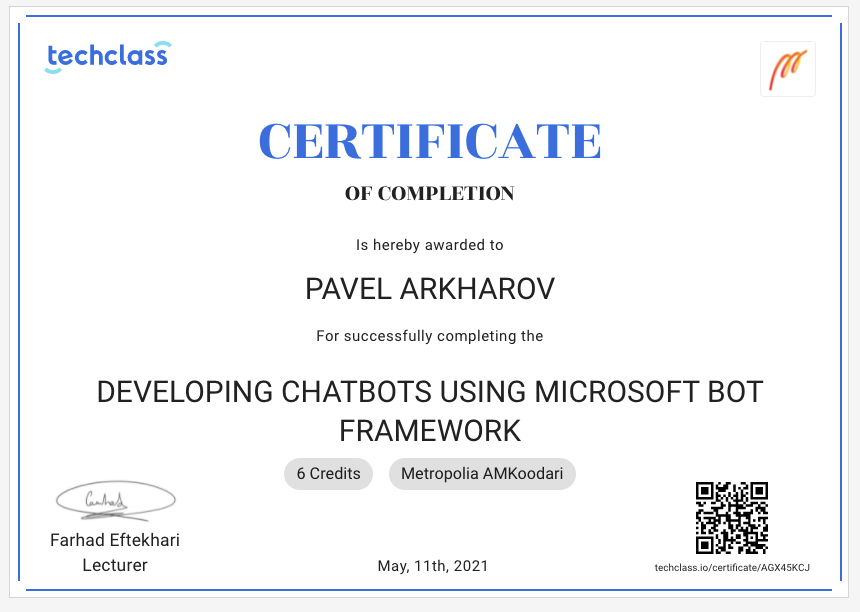 techclass
CERTIFICATE
OF COMPLETION
Is hereby awarded to
PAVEL ARKHAROV
For successfully completing the
DEVELOPING CHATBOTS USING MICROSOFT BOT
FRAMEWORK
6 Credits
Metropolia AMKoodari
Farhad Eftekhari
Lecturer
May, 11th, 2021
techclass.io/certificate/AGX45KCJ